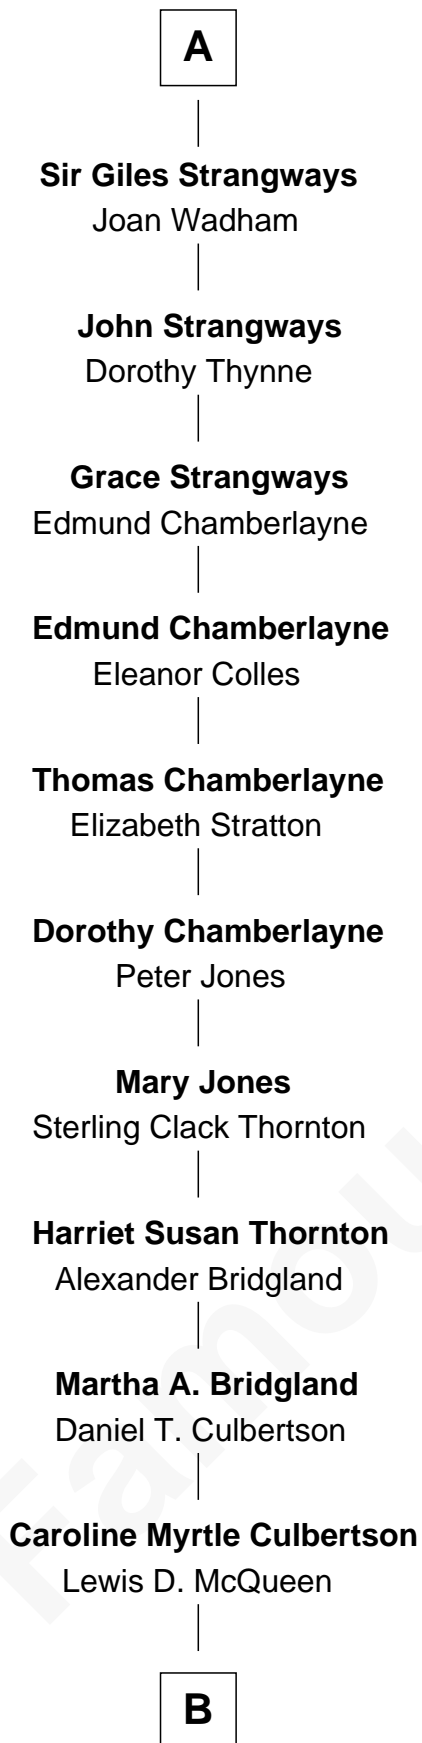 A
Sir Giles Strangways
Joan Wadham
John Strangways
Dorothy Thynne
Grace Strangways
Edmund Chamberlayne
Edmund Chamberlayne
Eleanor Colles
Thomas Chamberlayne
Elizabeth Stratton
Dorothy Chamberlayne
Peter Jones
Mary Jones
Sterling Clack Thornton
Harriet Susan Thornton
Alexander Bridgland
Martha A. Bridgland
Daniel T. Culbertson
Caroline Myrtle Culbertson
Lewis D. McQueen
B
Famou